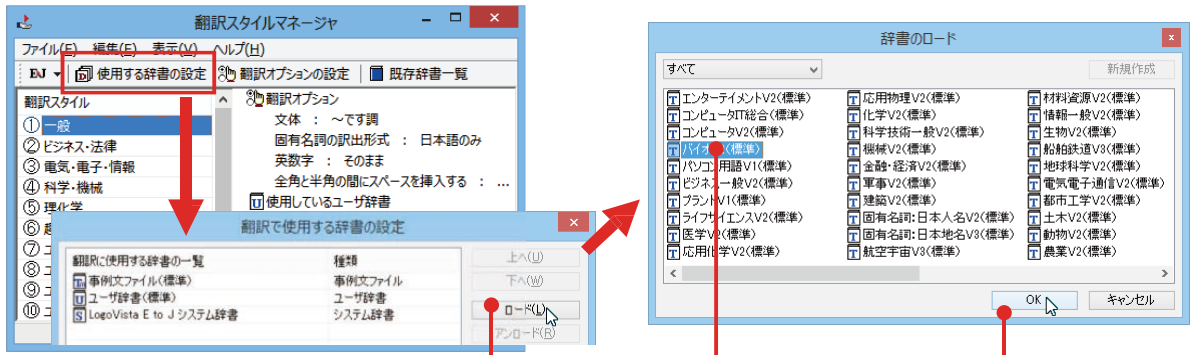 翻訳スタイルマネージャ
ファイル(F) 編集(E) 表示(V) ヘルプ(H)
EJ 使用する辞書の設定 翻訳オプションの設定 既存辞書一覧
翻訳スタイル
① 一般
② ビジネス・法律
③ 電気・電子・情報
④ 科学・機械
⑤ 理化学
⑥
⑦
⑧
⑨
⑩
翻訳オプション
文体 : ～です調
固有名詞の訳出形式 : 日本語のみ
英数字 : そのまま
全角と半角の間にスペースを挿入する : ...
使用しているユーザ辞書
翻訳で使用する辞書の設定
翻訳に使用する辞書の一覧 種類
事例文ファイル(標準) 事例文ファイル
ユーザ辞書(標準) ユーザ辞書
LogoVista E to J システム辞書 システム辞書
上へ(U)
下へ(W)
ロード(L)
アンロード(R)
辞書のロード
すべて
新規作成
エンターテイメントV2(標準)
コンピュータIT総合(標準)
コンピュータV2(標準)
バイオ(標準)
パソコン用語V1(標準)
ビジネス一般V2(標準)
ブランドV1(標準)
ライフサイエンスV2(標準)
医学V2(標準)
応用化学V2(標準)
応用物理V2(標準)
化学V2(標準)
科学技術一般V2(標準)
機械V2(標準)
金融・経済V2(標準)
軍事V2(標準)
建築V2(標準)
固有名詞:日本人名V2(標準)
固有名詞:日本地名V3(標準)
航空宇宙V3(標準)
材料資源V2(標準)
情報一般V2(標準)
生物V2(標準)
船舶鉄道V3(標準)
地球科学V2(標準)
電気電子通信V2(標準)
都市工学V2(標準)
土木V2(標準)
動物V2(標準)
農業V2(標準)
OK
キャンセル